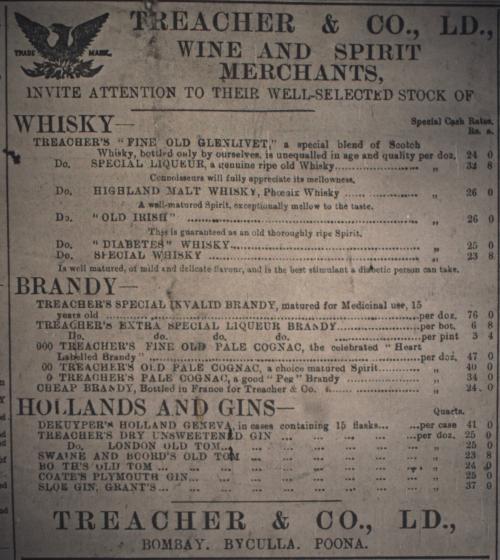 TREACHER & CO., LD.,
TRADE MARK.
WINE AND SPIRIT
MERCHANTS,
INVITE ATTENTION TO THEIR WELL-SELECTED STOCK OF
WHISKY—
Special Cash Rates.
Rs. a.
TREACHER'S "FINE OLD GLENLIVET," a special blend of Scotch
Whisky, bottled only by ourselves, is unequalled in age and quality per doz. 24 0
Do. SPECIAL LIQUEUR, a genuine ripe old Whisky ,, 32 8
Connoisseurs will fully appreciate its mellowness.
Do. HIGHLAND MALT WHISKY, Phœnix Whisky ,, 26 0
A well-matured Spirit, exceptionally mellow to the taste.
Do. "OLD IRISH" ,, 26 0
This is guaranteed as an old thoroughly ripe Spirit.
Do. "DIABETES" WHISKY ,, 25 0
Do. SPECIAL WHISKY ,, 23 8
Is well matured, of mild and delicate flavour, and is the best stimulant a diabetic person can take.
BRANDY—
TREACHER'S SPECIAL INVALID BRANDY, matured for Medicinal use, 15
years old per doz. 76 0
TREACHER'S EXTRA SPECIAL LIQUEUR BRANDY per bot. 6 8
Do. do. do. do. per pint 3 4
000 TREACHER'S FINE OLD PALE COGNAC, the celebrated "Heart
Labelled Brandy" per doz. 47 0
00 TREACHER'S OLD PALE COGNAC, a choice matured Spirit ,, 40 0
0 TREACHER'S PALE COGNAC, a good "Peg" Brandy ,, 34 0
CHEAP BRANDY, Bottled in France for Treacher & Co. ,, 24 0
HOLLANDS AND GINS—
Quarts.
DEKUYPER'S HOLLAND GENEVA, in cases containing 15 flasks... ...per case 41 0
TREACHER'S DRY UNSWEETENED GIN ... ... ... ... per doz. 25 0
Do. LONDON OLD TOM... ... ... ... ... ,, 25 0
SWAINE AND BOORD'S OLD TOM ... ... ... ... ... ,, 23 8
BOOTH'S OLD TOM ... ... ... ... ... ... ,, 24 0
COATE'S PLYMOUTH GIN... ... ... ... ... ... ,, 25 0
SLOE GIN, GRANT'S... ... ... ... ... ... ,, 37 0
TREACHER & CO., LD.,
BOMBAY. BYCULLA. POONA.